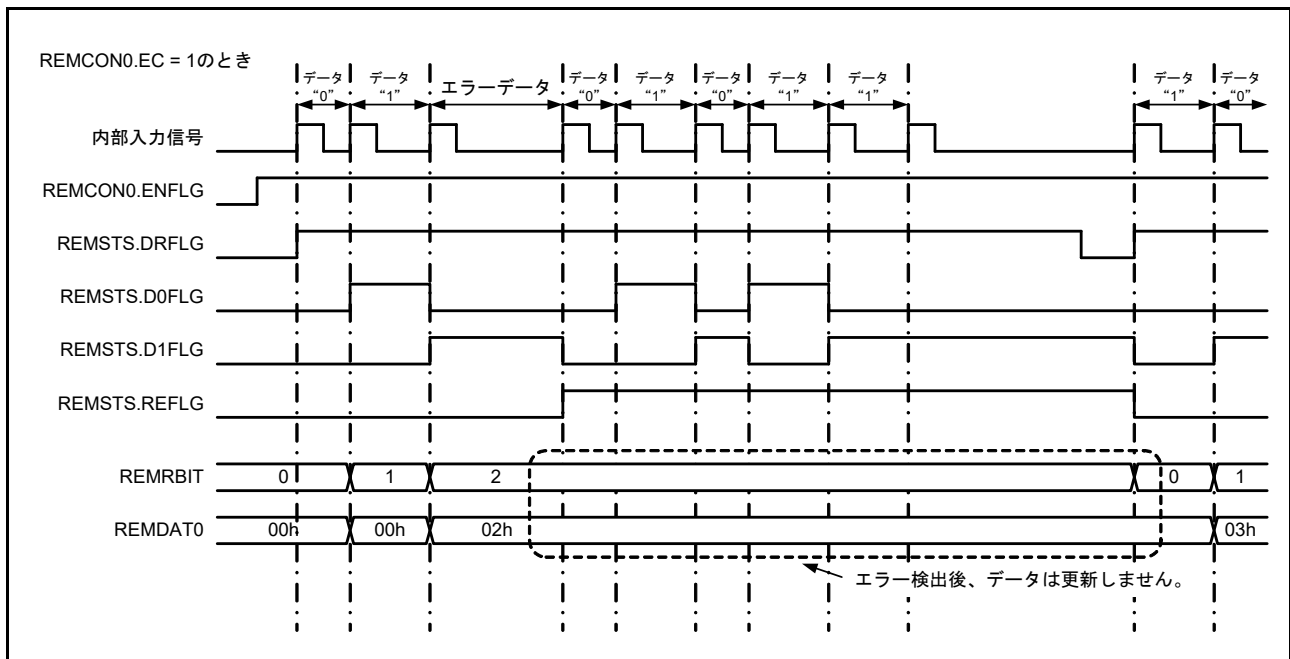 REMCON0.EC = 1のとき
データ “0”
データ “1”
エラーデータ
データ “0”
データ “1”
データ “0”
データ “1”
データ “1”
データ “1”
データ “0”
内部入力信号
REMCON0.ENFLG
REMSTS.DRFLG
REMSTS.D0FLG
REMSTS.D1FLG
REMSTS.REFLG
REMRBIT 0 1 2 0 1
REMDAT0 00h 00h 02h 03h
エラー検出後、データは更新しません。